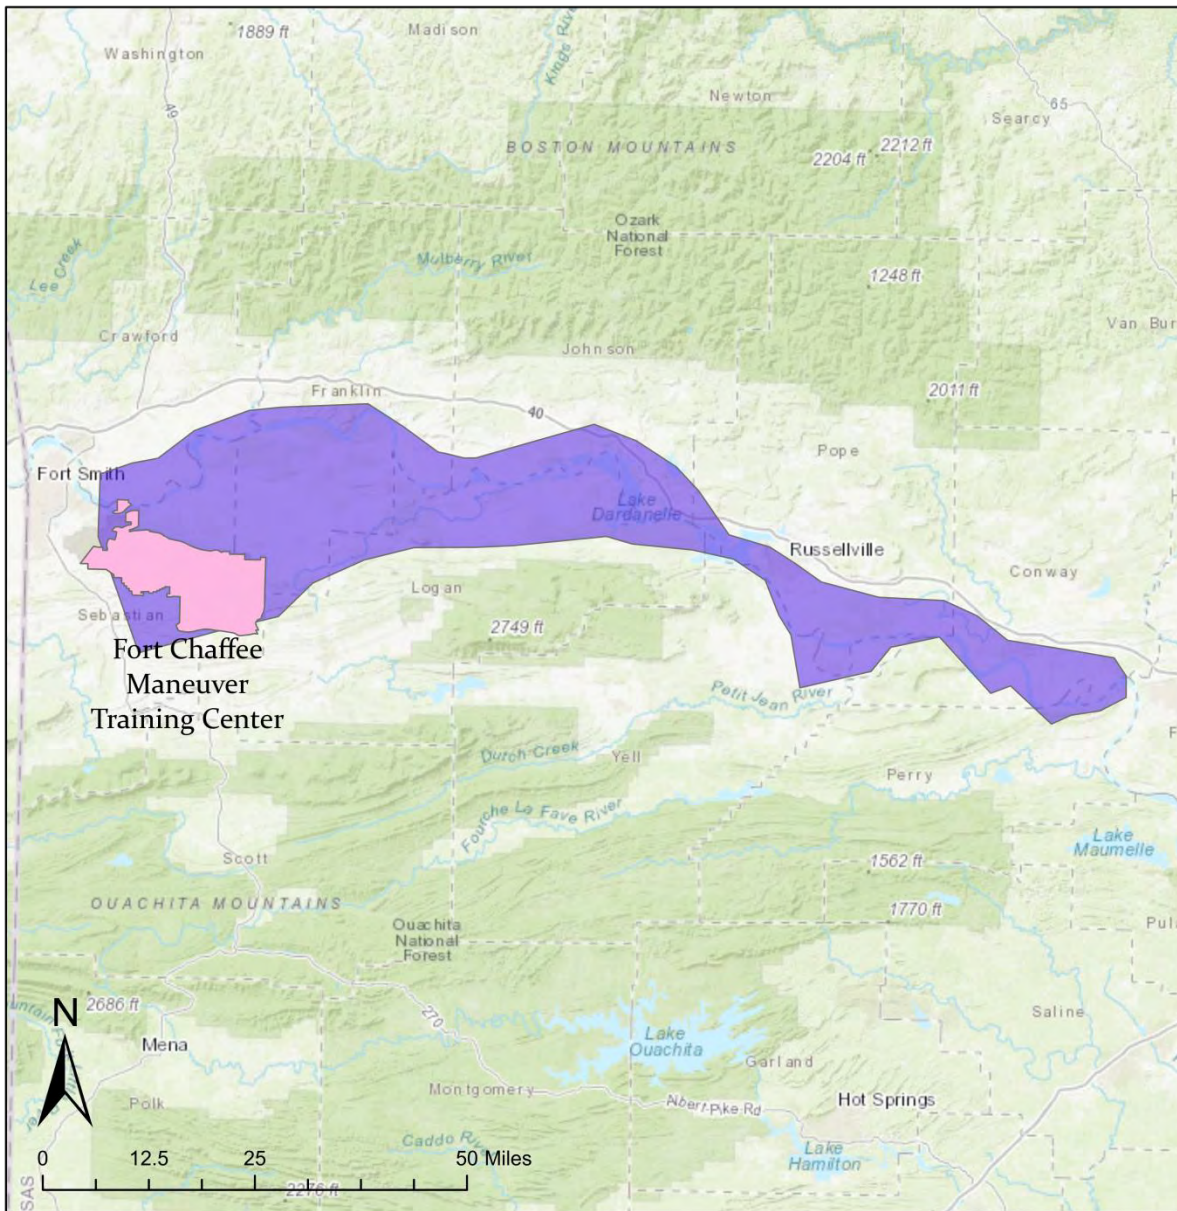 1889 ft
Madison
Washington
Kings River
49
Newton
65
Searcy
BOSTON MOUNTAINS
2204 ft
2212 ft
Ozark
National
Forest
Lee Creek
Mulberry River
1248 ft
Crawford
Van Bur
Johnson
Franklin
2011 ft
40
Pope
Fort Smith
Lake
Dardanelle
Russellville
Conway
Logan
Sebastian
2749 ft
Fort Chaffee
Maneuver
Training Center
Petit Jean River
Dutch Creek
Yell
Perry
Fourche La Fave River
Lake
Maumelle
Scott
1562 ft
OUACHITA MOUNTAINS
1770 ft
Ouachita
National
Forest
Pul
2686 ft
N
270
Saline
Lake
Ouachita
Mena
Garland
Montgomery
Polk
Albert Pike Rd
Hot Springs
Caddo River
Lake
Hamilton
0 12.5 25 50 Miles
2276 ft
SAS